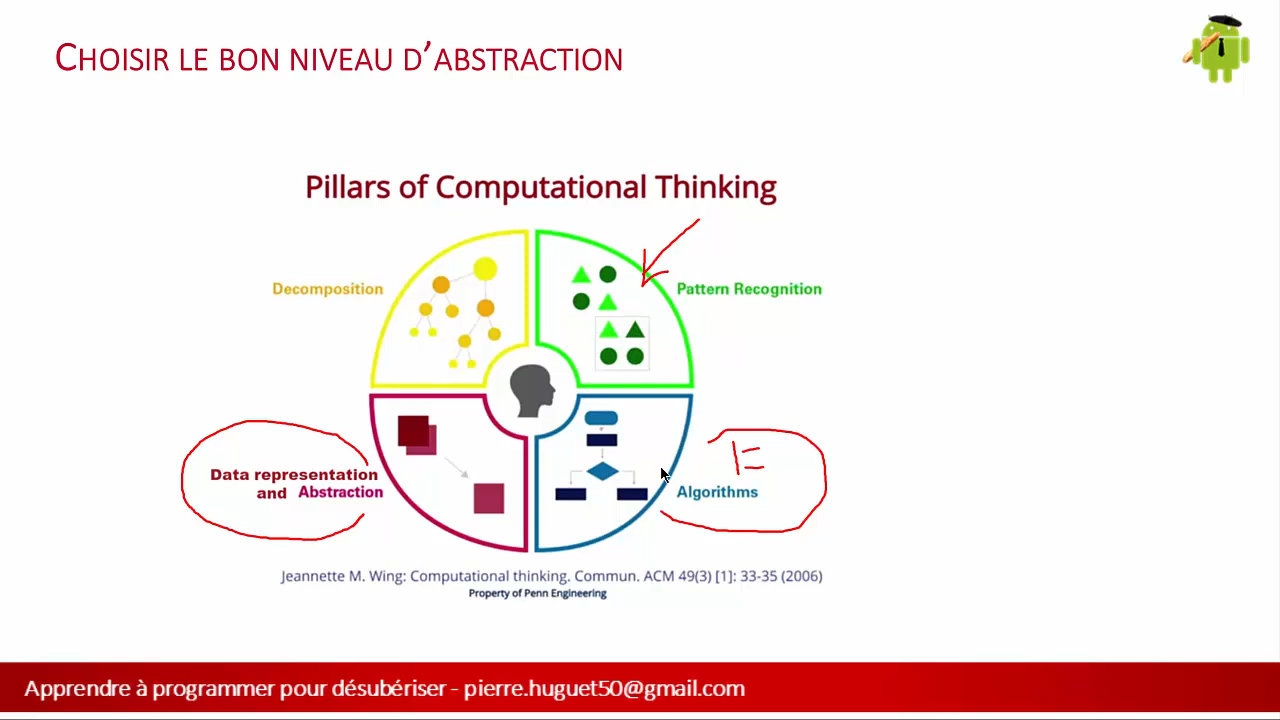 CHOISIR LE BON NIVEAU D’ABSTRACTION
Pillars of Computational Thinking
Decomposition
Pattern Recognition
Data representation
and Abstraction
Algorithms
Jeannette M. Wing: Computational thinking. Commun. ACM 49(3) [1]: 33-35 (2006)
Property of Penn Engineering
Apprendre à programmer pour désubériser - pierre.huguet50@gmail.com